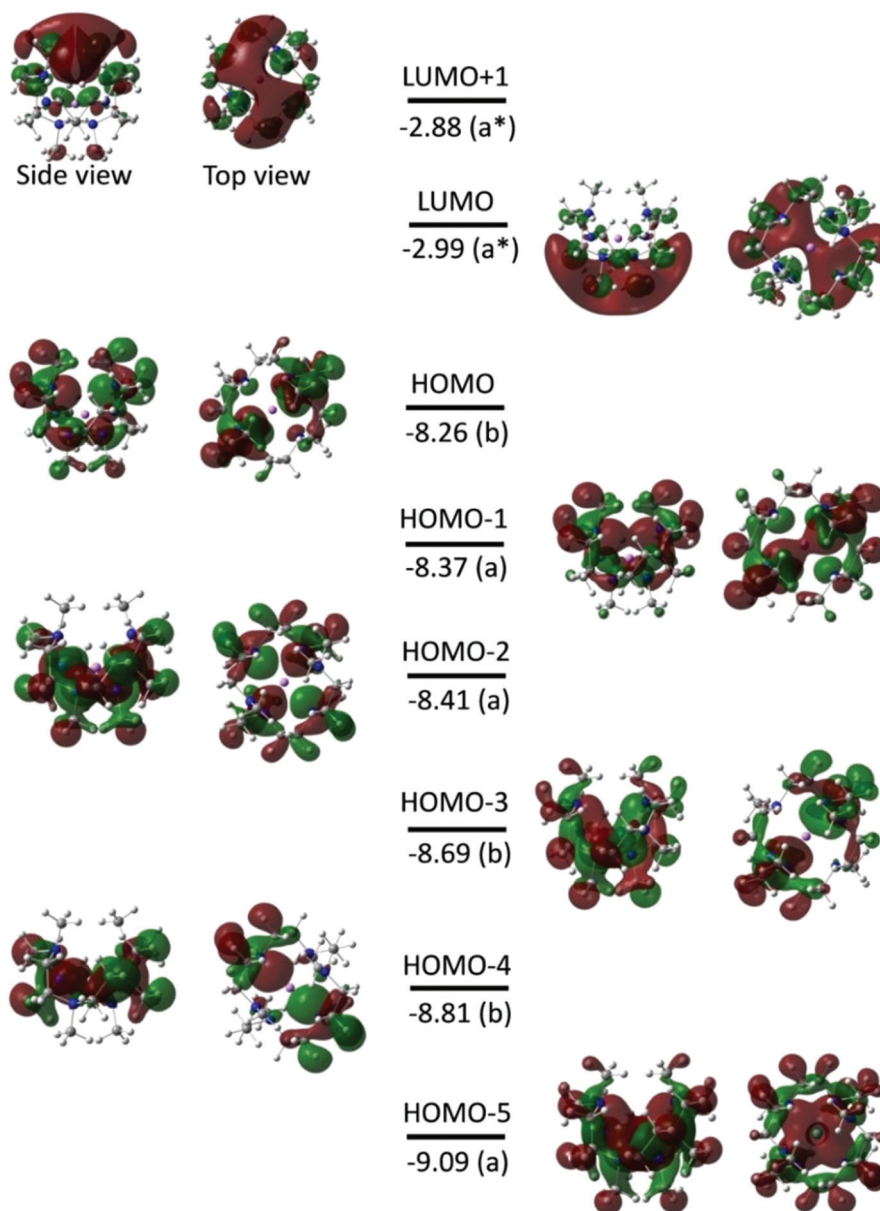 LUMO+1
-2.88 (a*)
Side view
Top view
LUMO
-2.99 (a*)
HOMO
-8.26 (b)
HOMO-1
-8.37 (a)
HOMO-2
-8.41 (a)
HOMO-3
-8.69 (b)
HOMO-4
-8.81 (b)
HOMO-5
-9.09 (a)